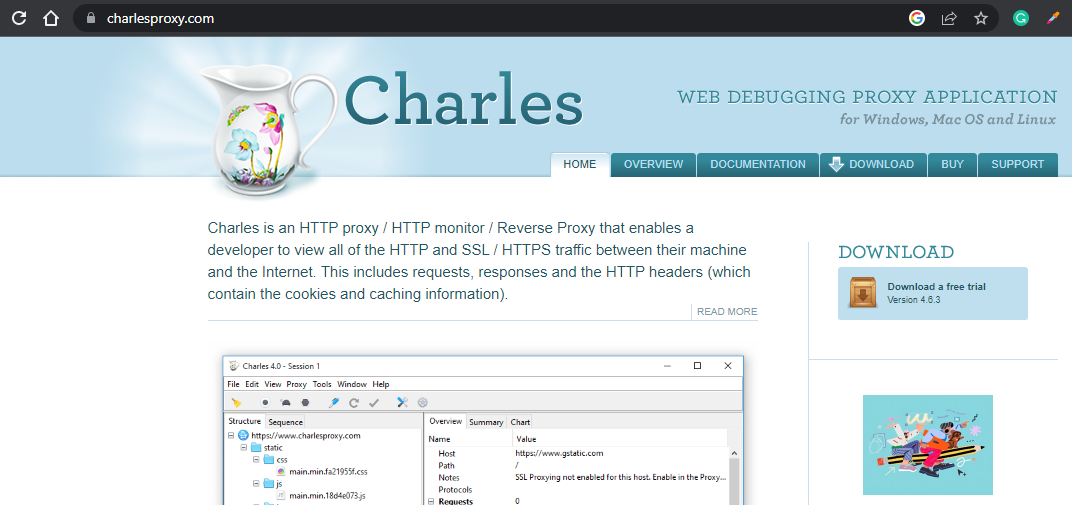 charlesproxy.com
Charles
WEB DEBUGGING PROXY APPLICATION
for Windows, Mac OS and Linux
HOME OVERVIEW DOCUMENTATION DOWNLOAD BUY SUPPORT
Charles is an HTTP proxy / HTTP monitor / Reverse Proxy that enables a
developer to view all of the HTTP and SSL / HTTPS traffic between their machine
and the Internet. This includes requests, responses and the HTTP headers (which
contain the cookies and caching information).
READ MORE
DOWNLOAD
Download a free trial
Version 4.6.3
Charles 4.0 - Session 1
File Edit View Proxy Tools Window Help
Structure Sequence
https://www.charlesproxy.com
static
css
main.min.fa21955f.css
js
main.min.18d4e073.js
Overview Summary Chart
Name Value
Host https://www.gstatic.com
Path /
Notes SSL Proxying not enabled for this host. Enable in the Proxy...
Protocols
Requests 0